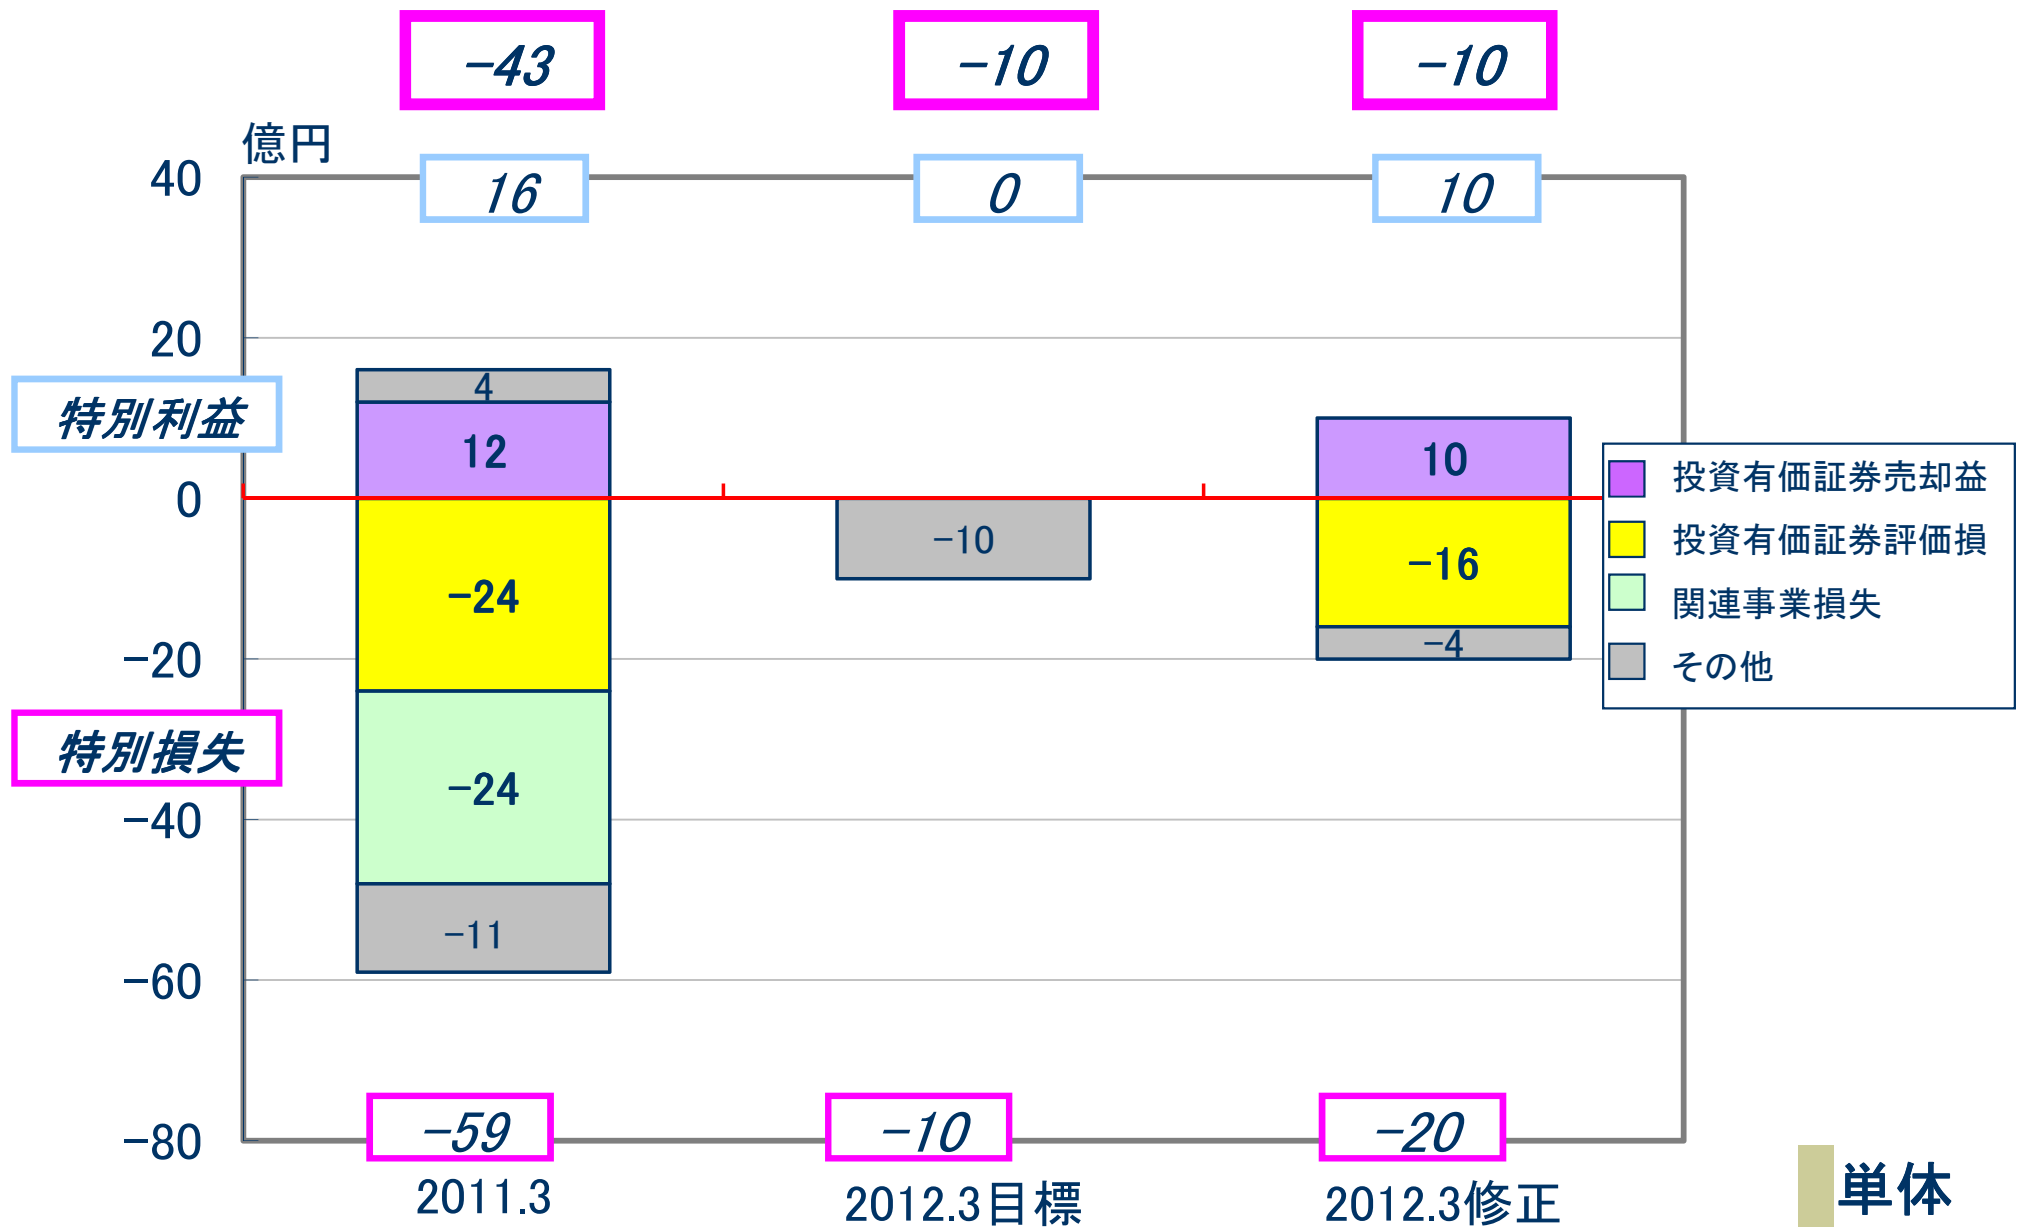 -43 -10 -10
億円
40 16 0 10
20
特別利益
4
12 10
0
投資有価証券売却益
投資有価証券評価損
関連事業損失
その他
-10
-24 -16
-4
-20
特別損失
-24
-40
-11
-60
-59 -10 -20
-80
2011.3 2012.3目標 2012.3修正
単体